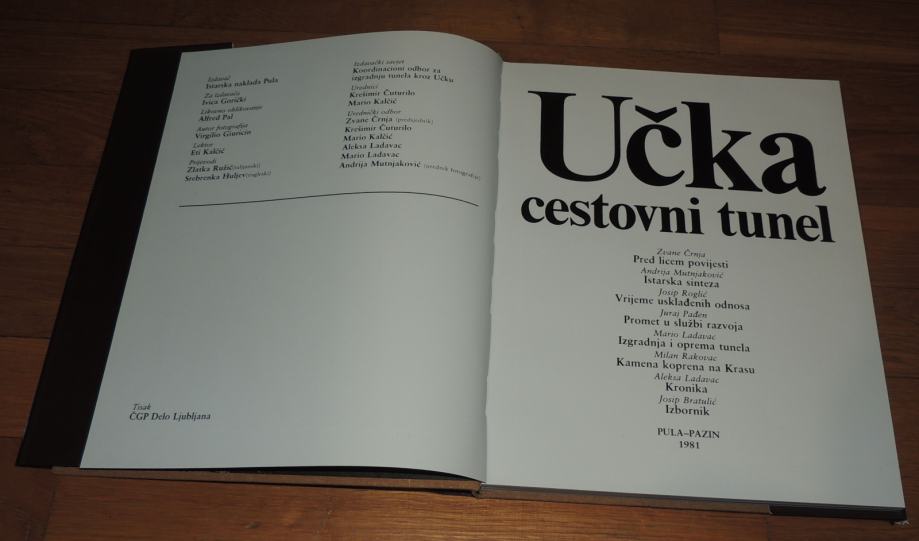 Izdavač
Istarska naklada Pula
Za izdavača
Ivica Gorički
Likovno oblikovanje
Alfred Pal
Autor fotografija
Virgilio Giuricin
Lektor
Eti Kalčić
Prijevodi
Zlatka Ružić(talijanski)
Srebrenka Huljev(engleski)
Izdavački savjet
Koordinacioni odbor za
izgradnju tunela kroz Učku
Urednici
Krešimir Čuturilo
Mario Kalčić
Urednički odbor
Zvane Črnja (predsjednik)
Krešimir Čuturilo
Mario Kalčić
Aleksa Ladavac
Mario Ladavac
Andrija Mutnjaković (urednik fotografije)
Tisak
ČGP Delo Ljubljana
Učka
cestovni tunel
Zvane Črnja
Pred licem povijesti
Andrija Mutnjaković
Istarska sinteza
Josip Roglić
Vrijeme usklađenih odnosa
Juraj Pađen
Promet u službi razvoja
Mario Ladavac
Izgradnja i oprema tunela
Milan Rakovac
Kamena koprena na Krasu
Aleksa Ladavac
Kronika
Josip Bratulić
Izbornik
PULA–PAZIN
1981